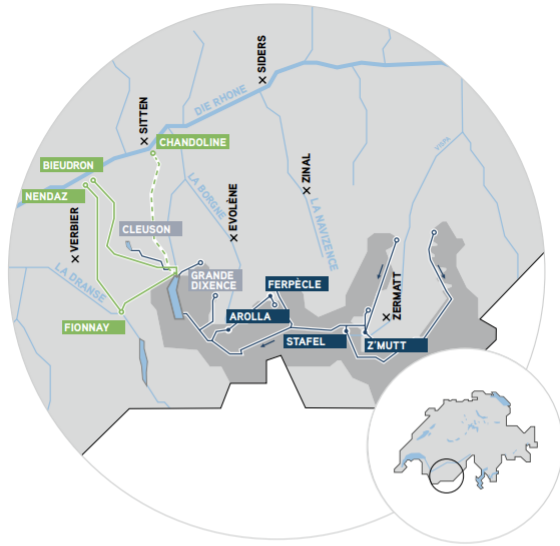 SIDERS
DIE RHONE
SITTEN
CHANDOLINE
BIEUDRON
NENDAZ
VISPA
LA BORGNE
ZINAL
VERBIER
CLEUSON
EVOLÈNE
LA NAVIZENCE
LA DRANSE
GRANDE
DIXENCE
FERPÈCLE
ZERMATT
FIONNAY
AROLLA
STAFEL
Z'MUTT